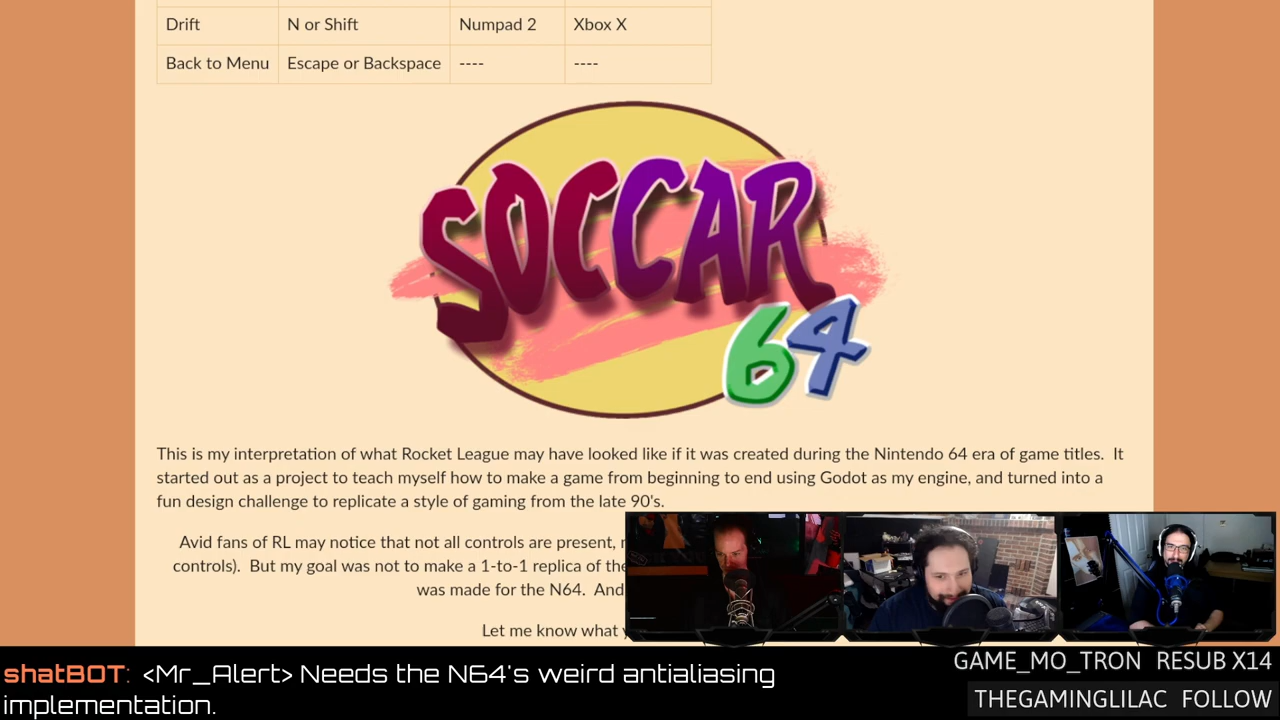 Drift N or Shift Numpad 2 Xbox X
Back to Menu Escape or Backspace ---- ----
SOCCAR
64
This is my interpretation of what Rocket League may have looked like if it was created during the Nintendo 64 era of game titles. It
started out as a project to teach myself how to make a game from beginning to end using Godot as my engine, and turned into a
fun design challenge to replicate a style of gaming from the late 90's.
Avid fans of RL may notice that not all controls are present,
controls). But my goal was not to make a 1-to-1 replica of the
was made for the N64. And
Let me know what
shatBOT: <Mr_Alert> Needs the N64's weird antialiasing
implementation.
GAME_MO_TRON RESUB X14
THEGAMINGLILAC FOLLOW